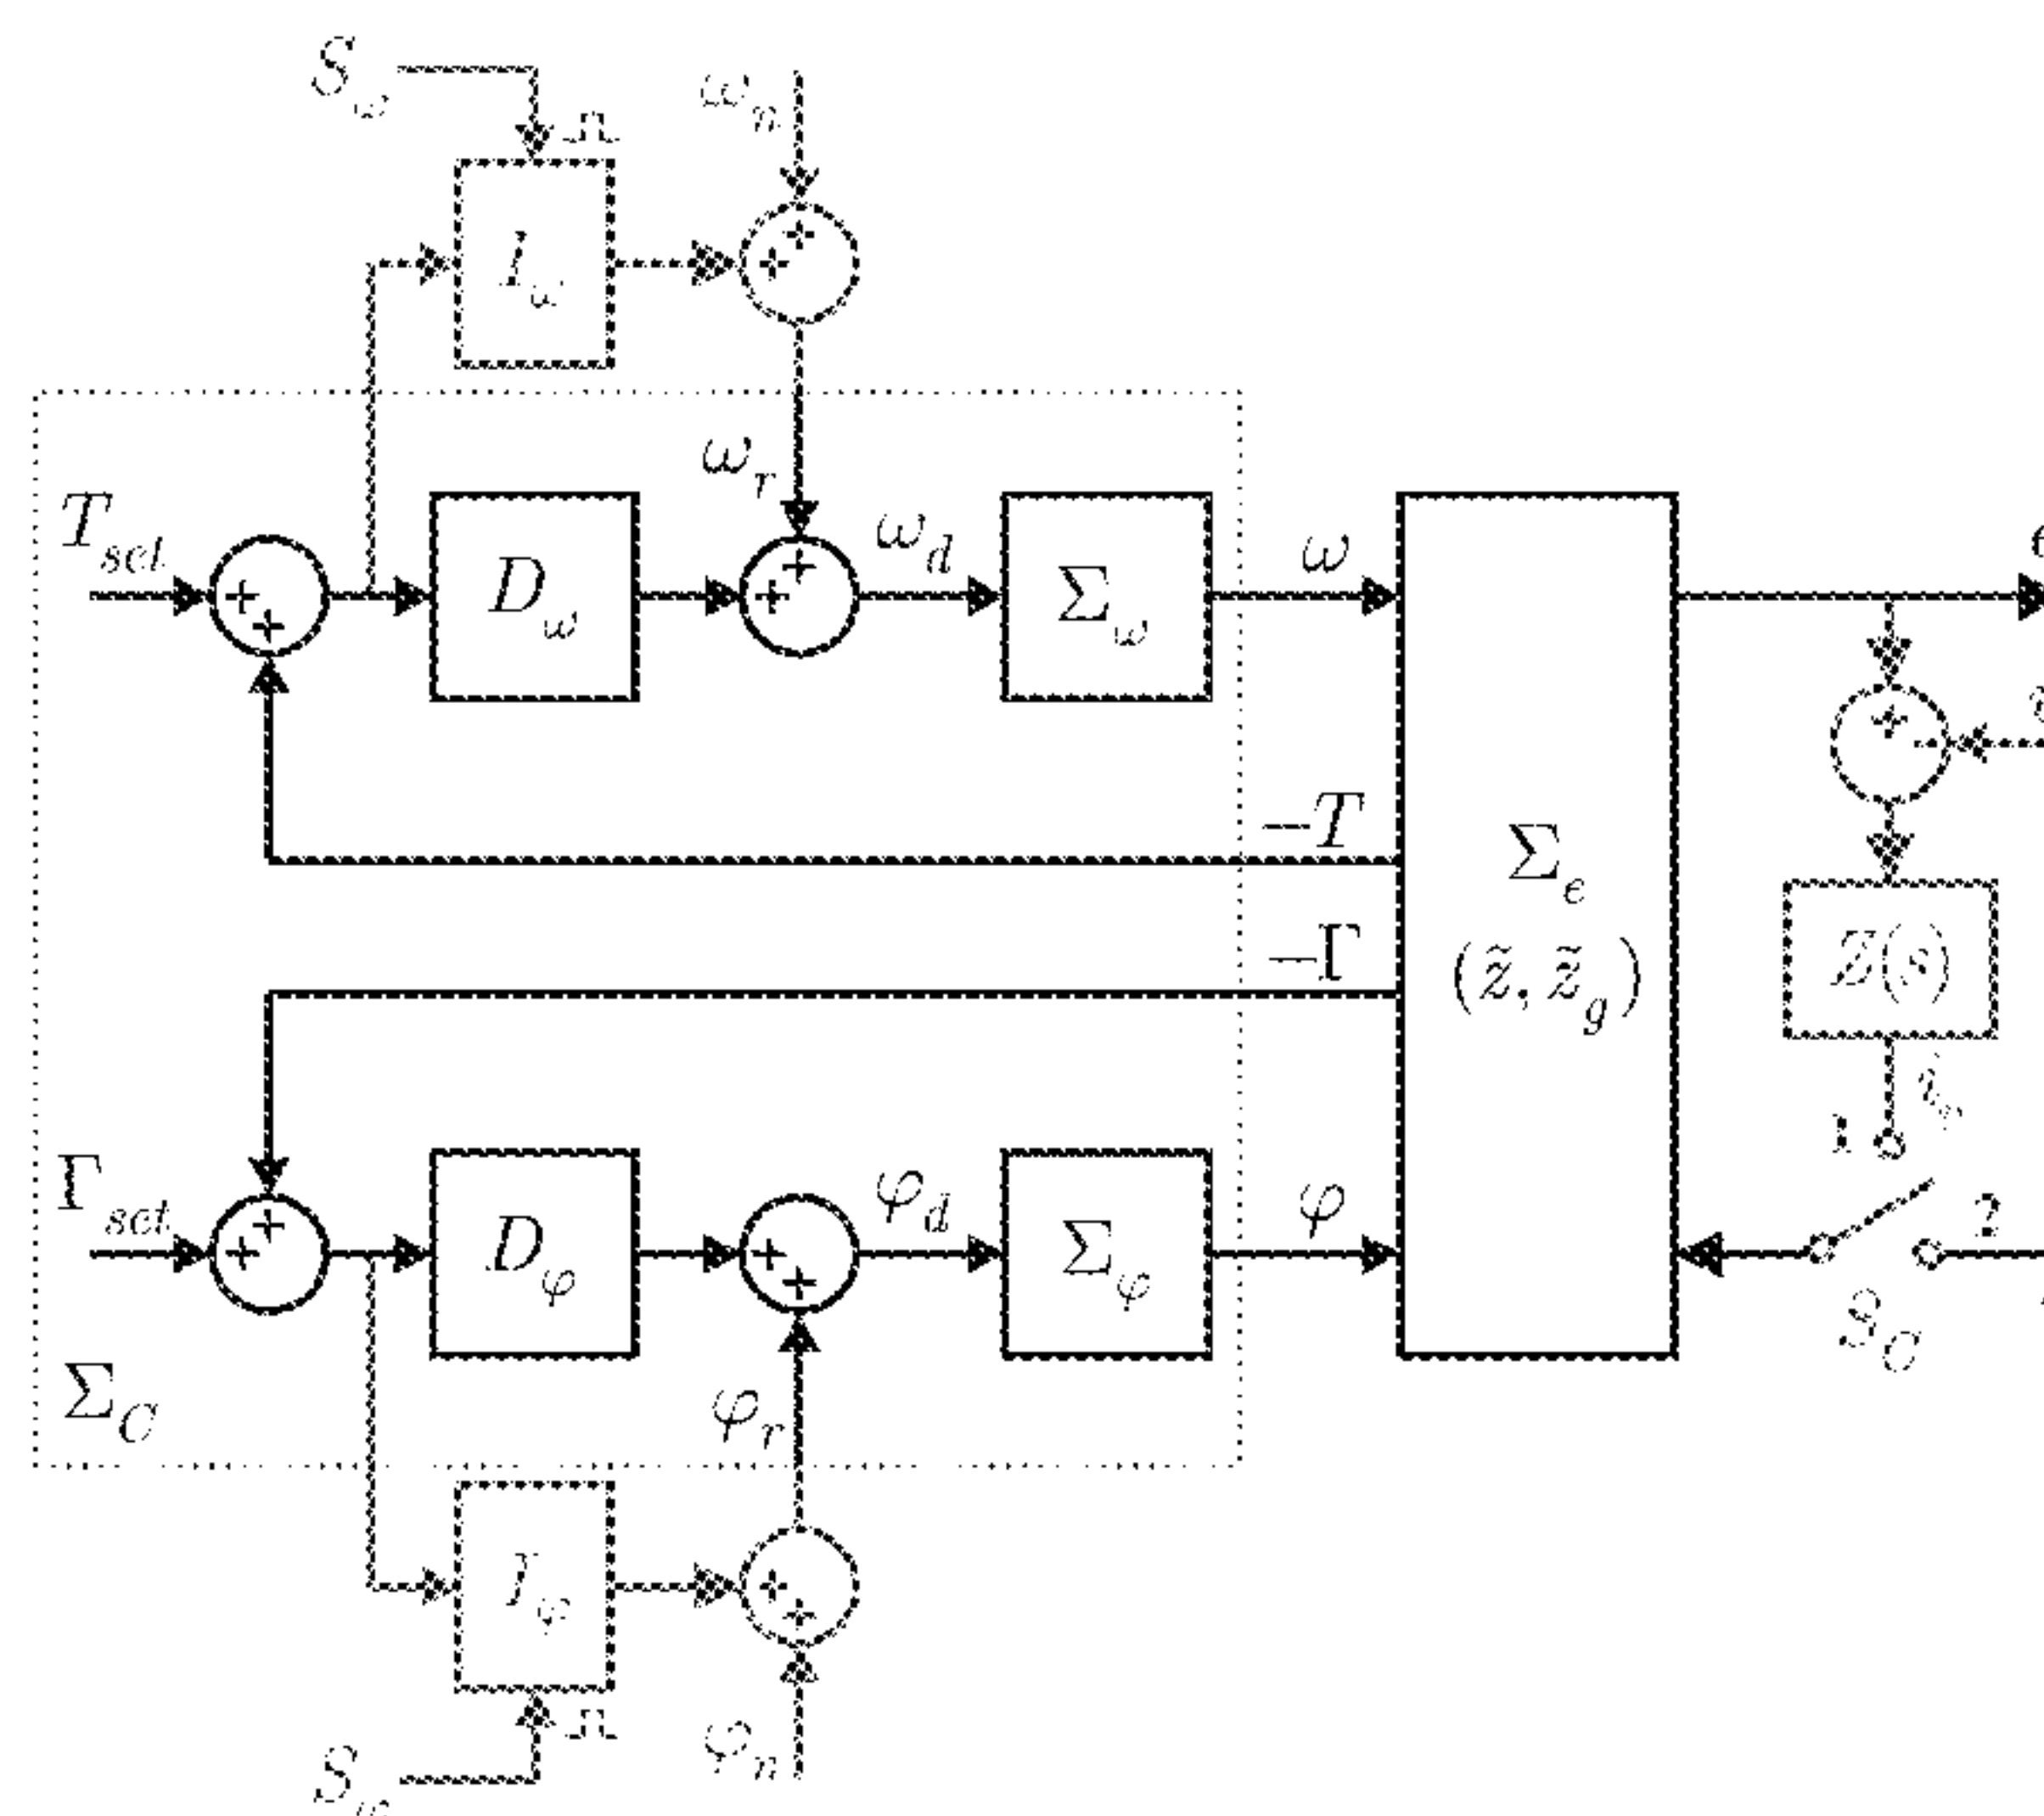 S_ω
ω_n
I_ω
ω_r
T_set
+
+
D_ω
+
+
ω_d
Σ_ω
ω
e
+
−
−T
Σ_e
(z̃, z̃_g)
−Γ
Z(s)
1
Γ_set
+
+
D_φ
+
+
φ_d
Σ_φ
φ
2
S_C
Σ_C
φ_r
I_φ
+
+
φ_n
S_φ